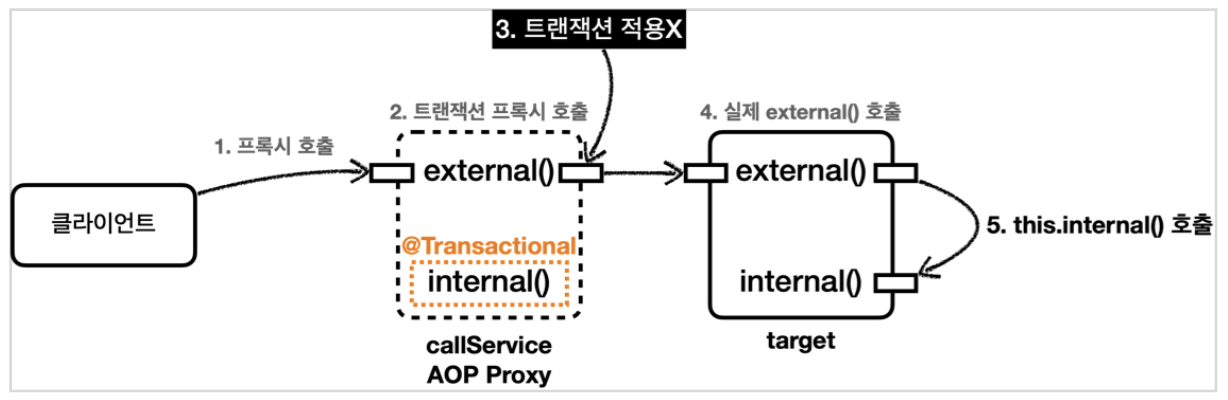 3. 트랜잭션 적용X
2. 트랜잭션 프록시 호출
4. 실제 external() 호출
1. 프록시 호출
external()
external()
클라이언트
5. this.internal() 호출
@Transactional
internal()
internal()
callService
AOP Proxy
target